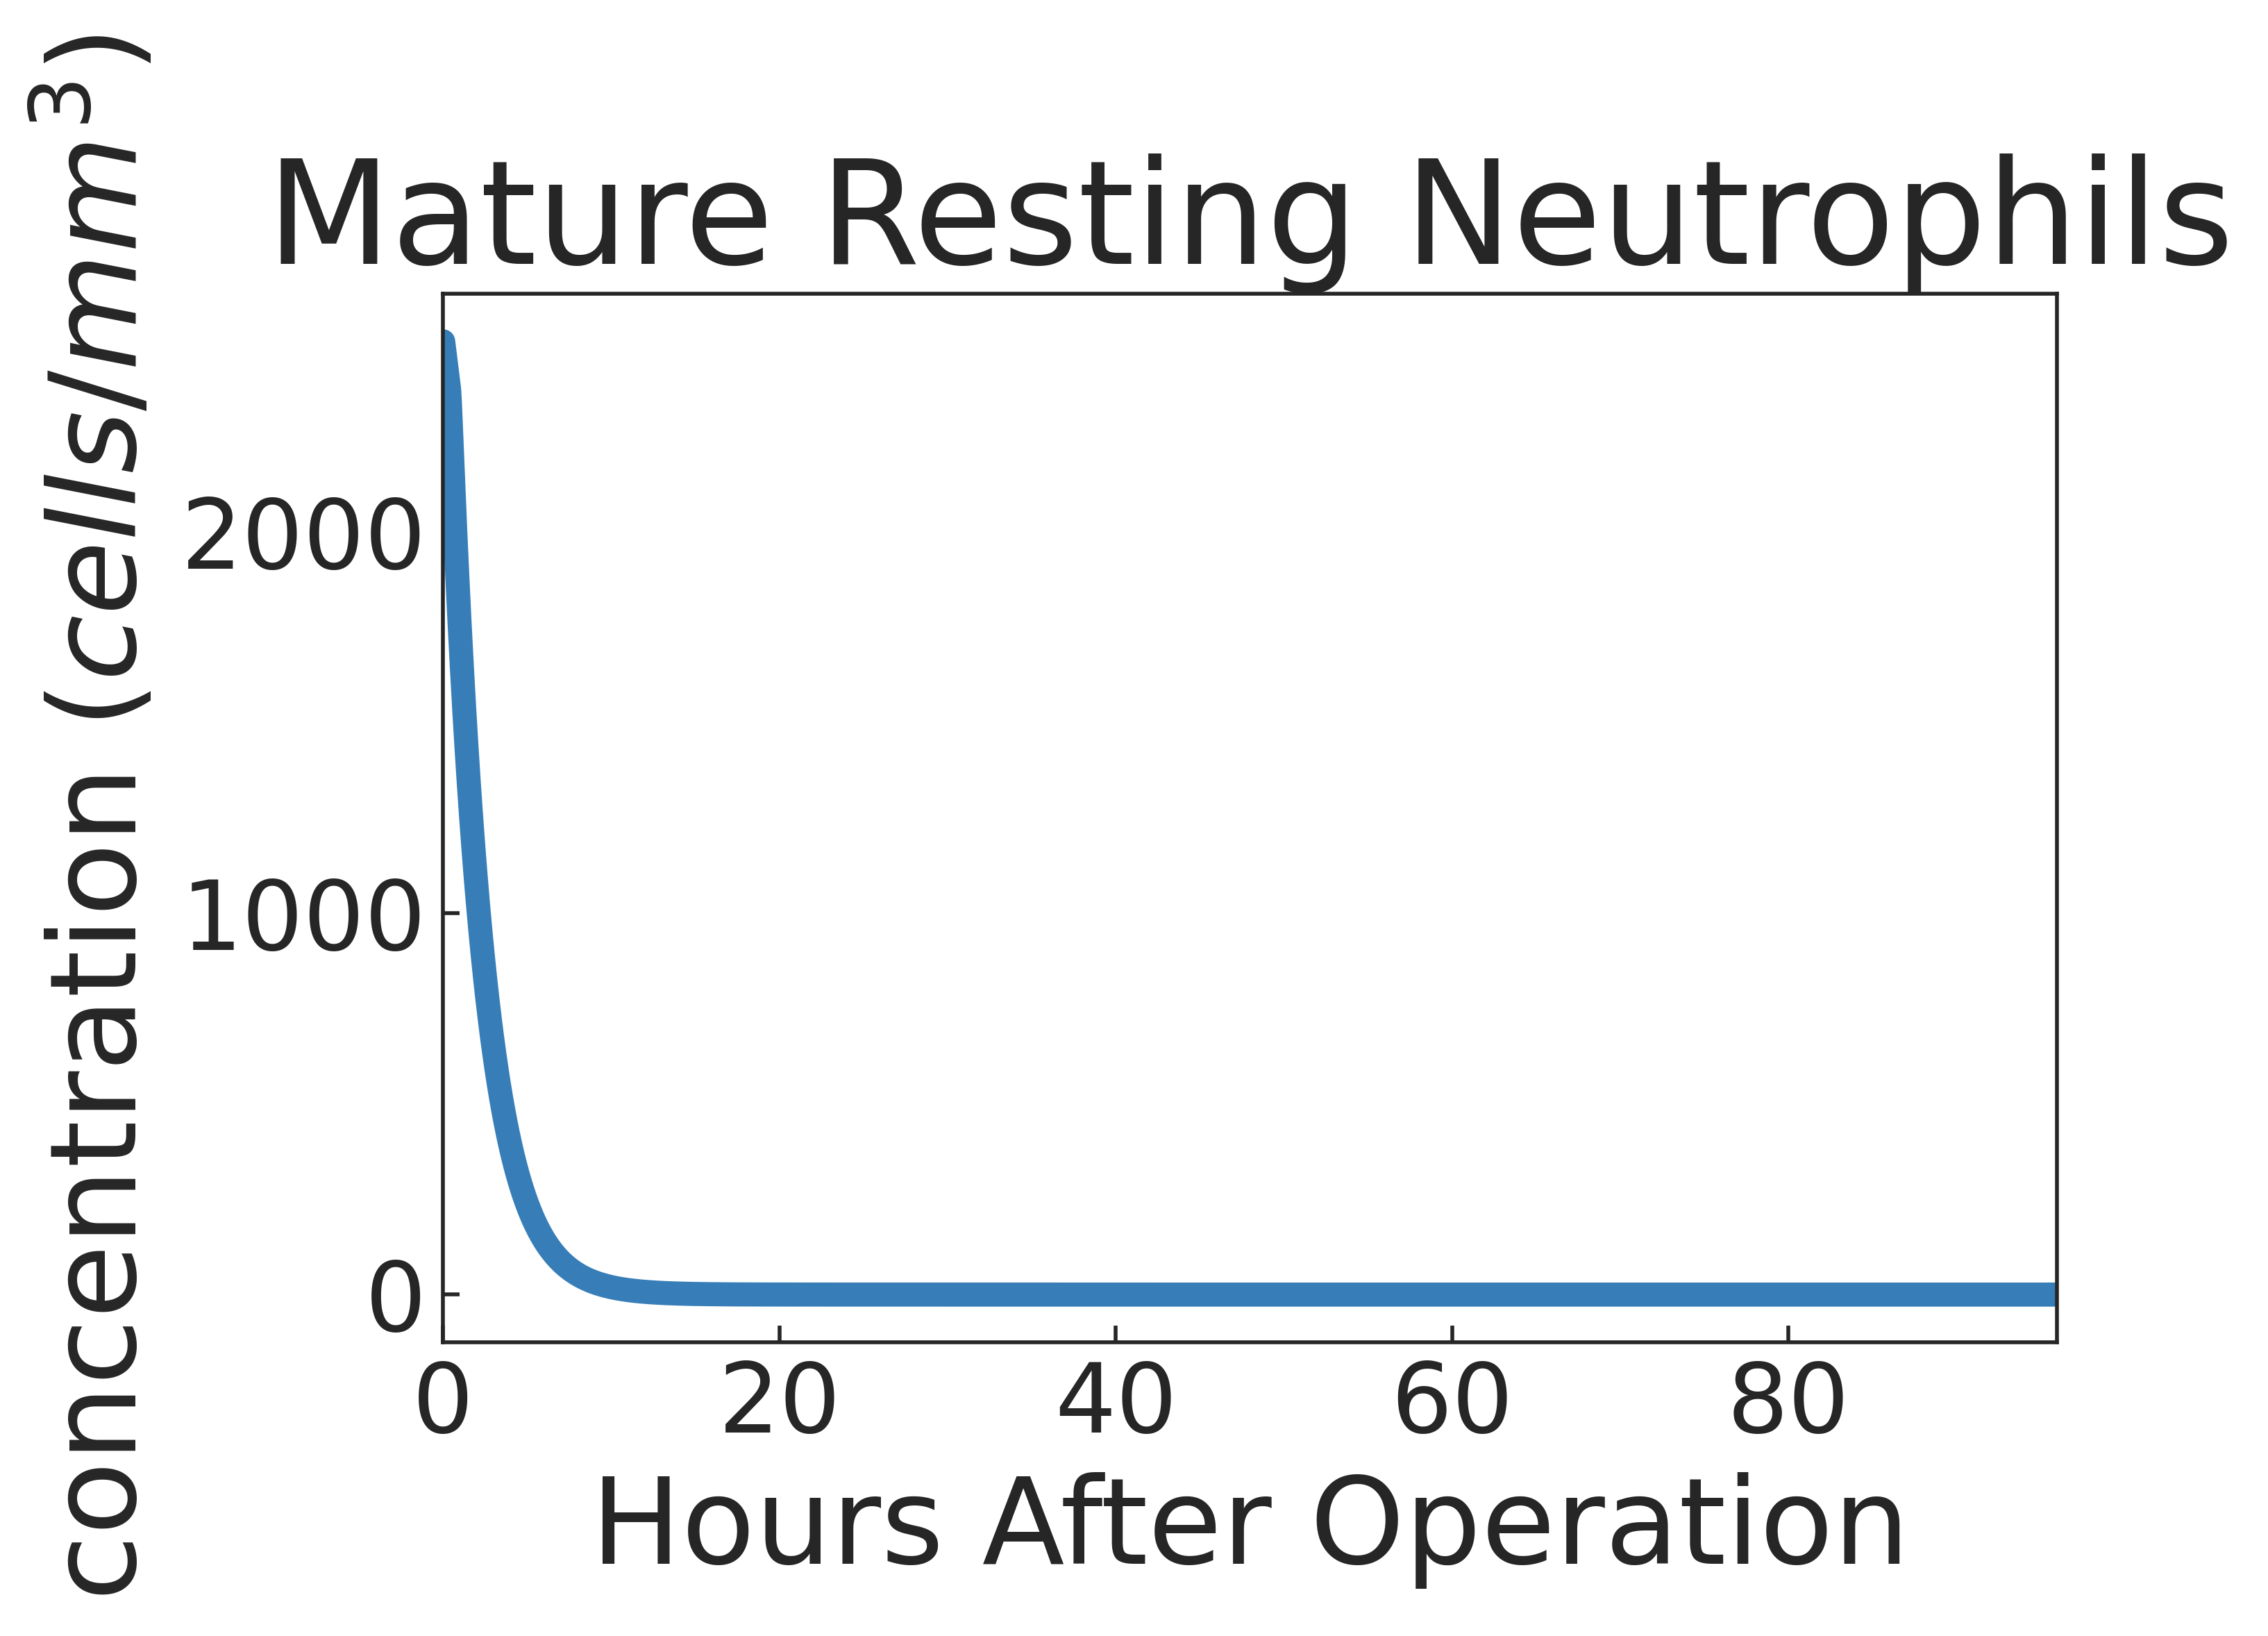 Mature Resting Neutrophils
concentration (cells/mm³)
2000
1000
0
0 20 40 60 80
Hours After Operation